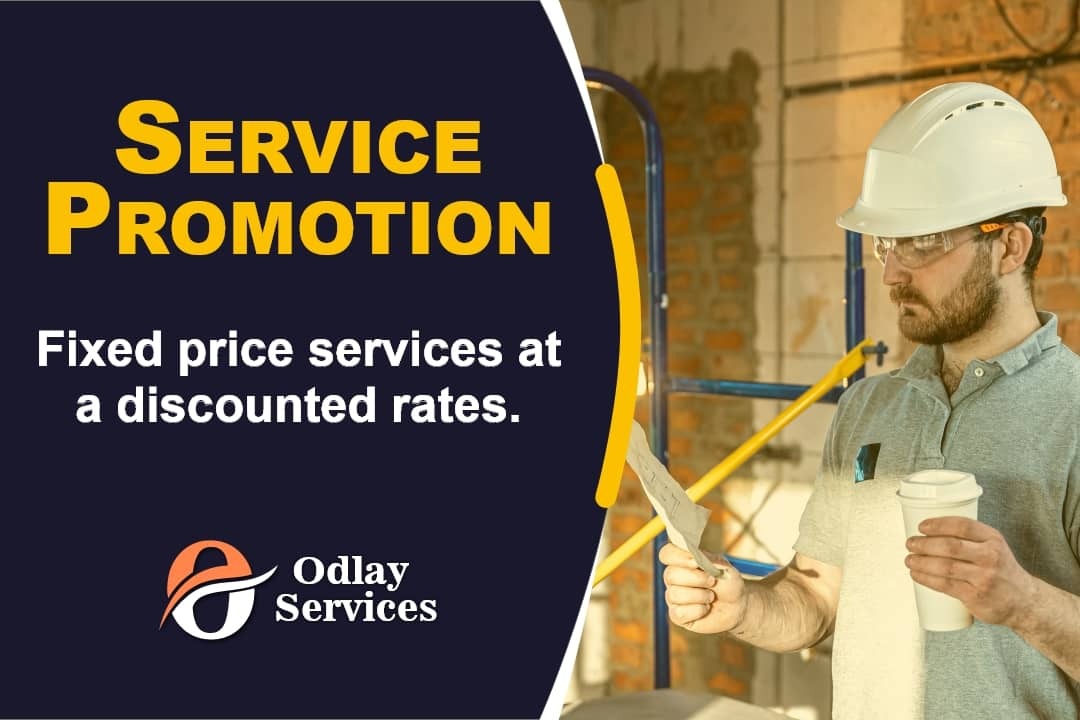 SERVICE
PROMOTION
Fixed price services at
a discounted rates.
Odlay
Services